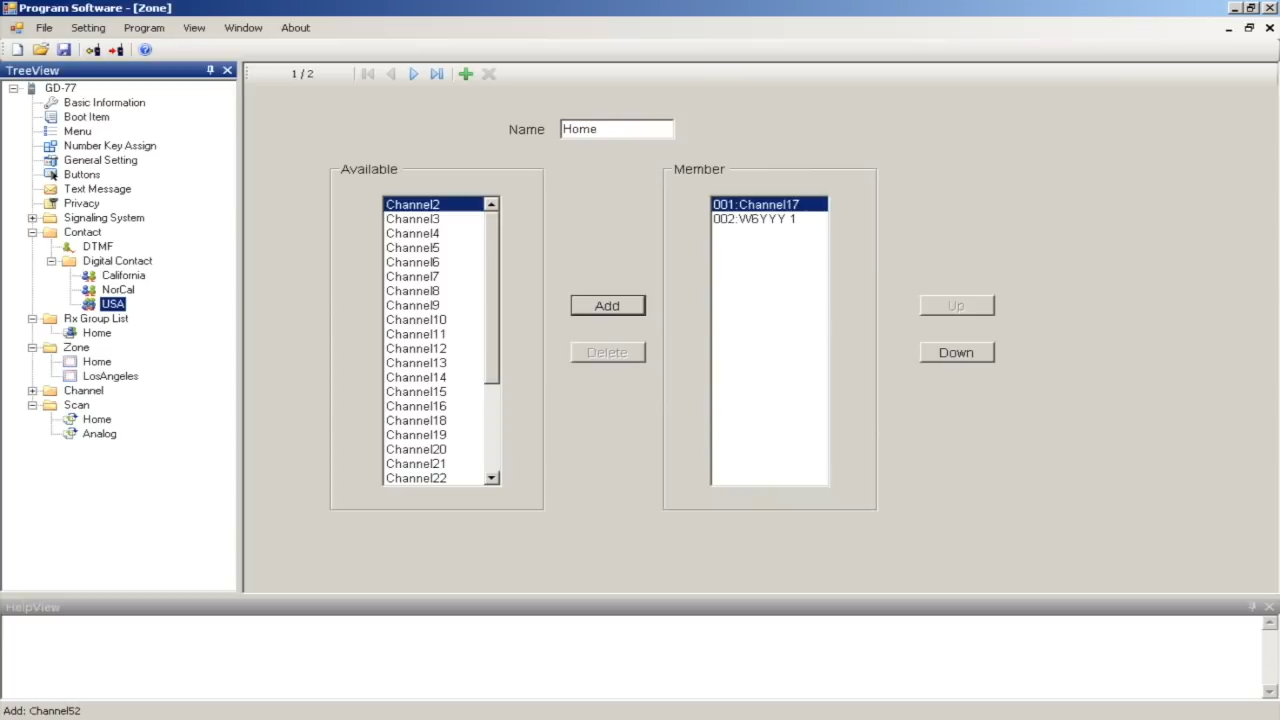 Program Software - [Zone]
File Setting Program View Window About
TreeView
1 / 2
GD-77
Basic Information
Boot Item
Menu
Number Key Assign
General Setting
Buttons
Text Message
Privacy
Signaling System
Contact
DTMF
Digital Contact
California
NorCal
USA
Rx Group List
Home
Zone
Home
LosAngeles
Channel
Scan
Home
Analog
Name Home
Available
Channel2
Channel3
Channel4
Channel5
Channel6
Channel7
Channel8
Channel9
Channel10
Channel11
Channel12
Channel13
Channel14
Channel15
Channel16
Channel18
Channel19
Channel20
Channel21
Channel22
Add
Delete
Member
001:Channel17
002:W6YYY 1
Up
Down
HelpView
Add: Channel52